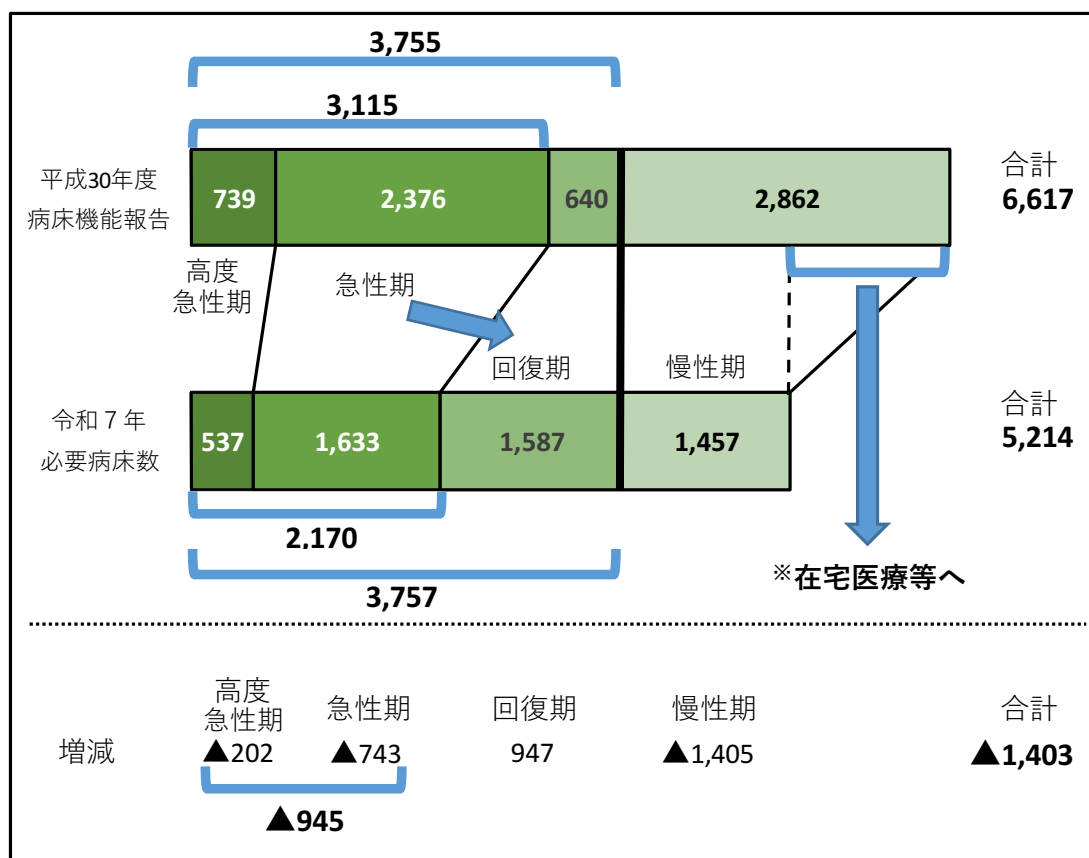 3,755
3,115
平成30年度
病床機能報告
739
2,376
640
2,862
合計
6,617
高度
急性期
急性期
回復期
慢性期
令和７年
必要病床数
537
1,633
1,587
1,457
合計
5,214
2,170
3,757
※在宅医療等へ
高度
急性期
急性期
回復期
慢性期
合計
増減
▲202
▲743
947
▲1,405
▲1,403
▲945